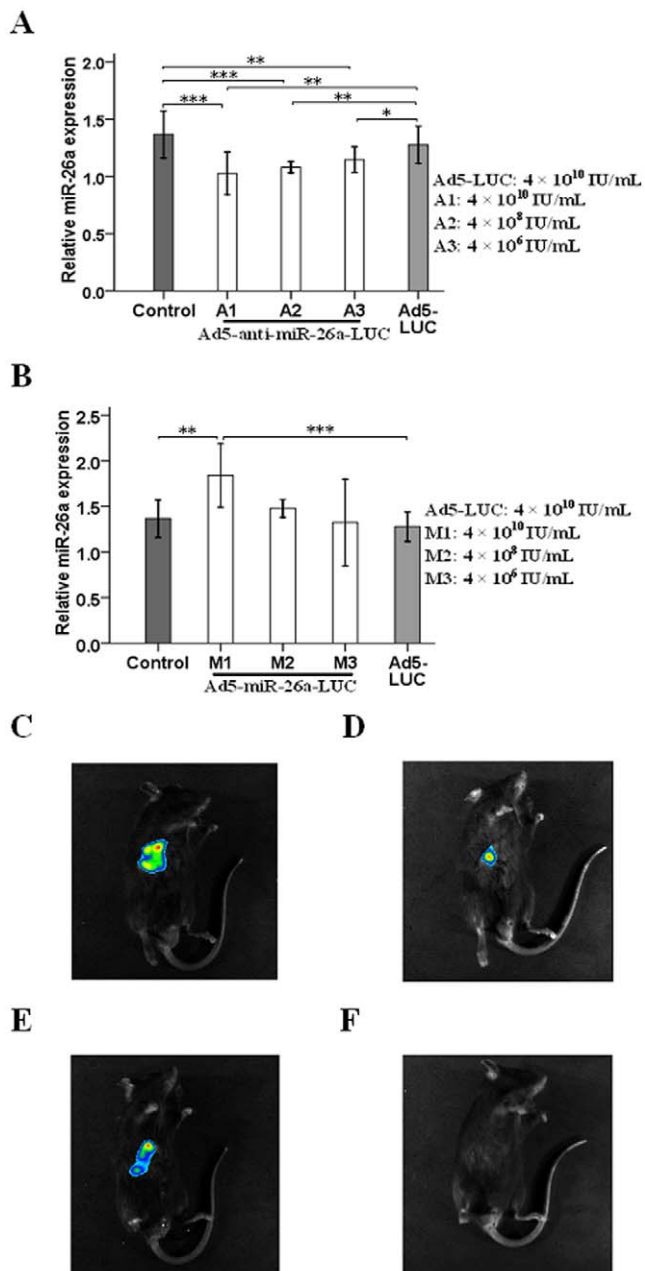 A
Relative miR-26a expression
2.0
1.5
1.0
0.5
0.0
**
***
**
***
**
*
Control A1 A2 A3 Ad5-LUC
Ad5-anti-miR-26a-LUC
Ad5-LUC: 4 × 10¹⁰ IU/mL
A1: 4 × 10¹⁰ IU/mL
A2: 4 × 10⁸ IU/mL
A3: 4 × 10⁶ IU/mL
B
Relative miR-26a expression
2.5
2.0
1.5
1.0
0.5
0.0
**
***
Control M1 M2 M3 Ad5-LUC
Ad5-miR-26a-LUC
Ad5-LUC: 4 × 10¹⁰ IU/mL
M1: 4 × 10¹⁰ IU/mL
M2: 4 × 10⁸ IU/mL
M3: 4 × 10⁶ IU/mL
C
D
E
F